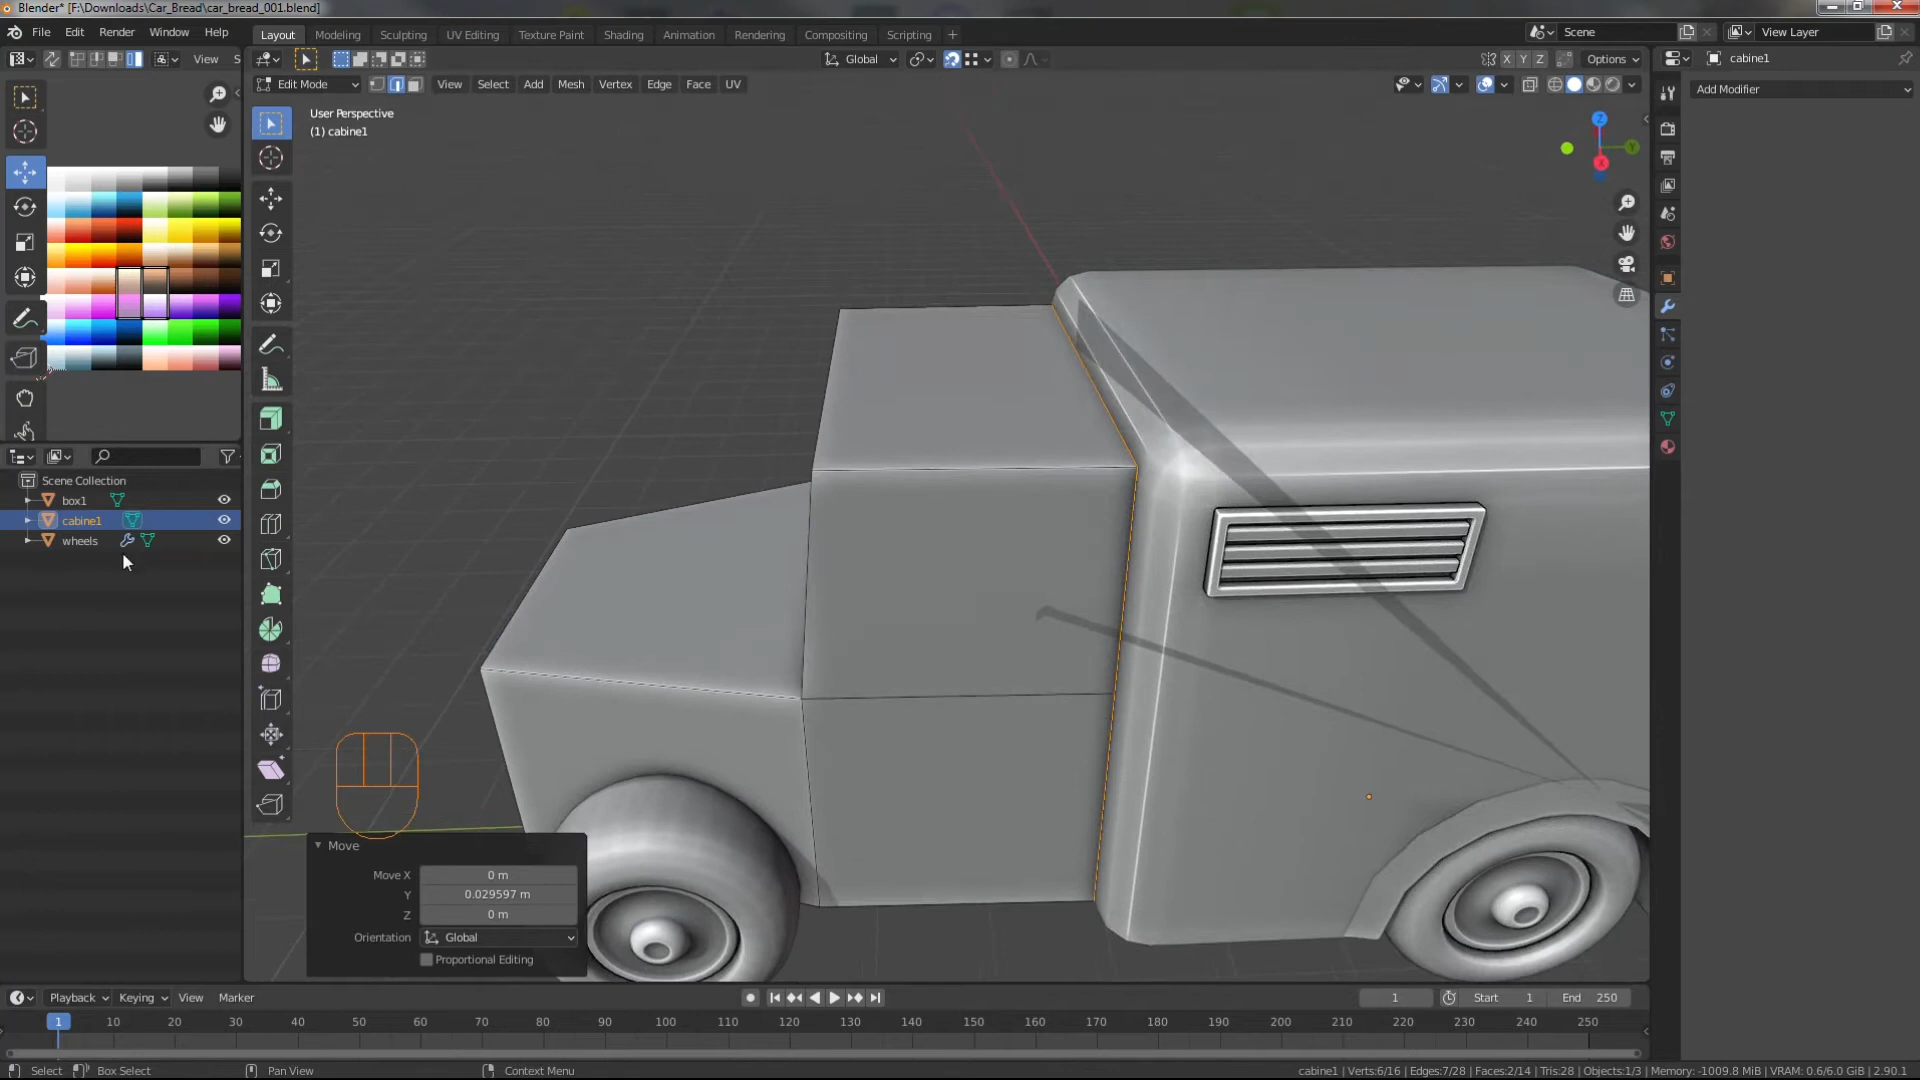 Blender* [F:\Downloads\Car_Bread\car_bread_001.blend]
File Edit Render Window Help
Layout Modeling Sculpting UV Editing Texture Paint Shading Animation Rendering Compositing Scripting
Scene
View Layer
View S
Global
X Y Z Options
cabine1
Edit Mode View Select Add Mesh Vertex Edge Face UV
Add Modifier
User Perspective
(1) cabine1
Z
Y
X
Scene Collection
box1
cabine1
wheels
Move
Move X 0 m
Y 0.029597 m
Z 0 m
Orientation Global
Proportional Editing
Playback Keying View Marker
1 Start 1 End 250
1 10 20 30 40 50 60 70 80 90 100 110 120 130 140 150 160 170 180 190 200 210 220 230 240 250
Select Box Select Pan View Context Menu
cabine1 | Verts:6/16 | Edges:7/28 | Faces:2/14 | Tris:28 | Objects:1/3 | Memory: -1009.8 MiB | VRAM: 0.6/6.0 GiB | 2.90.1